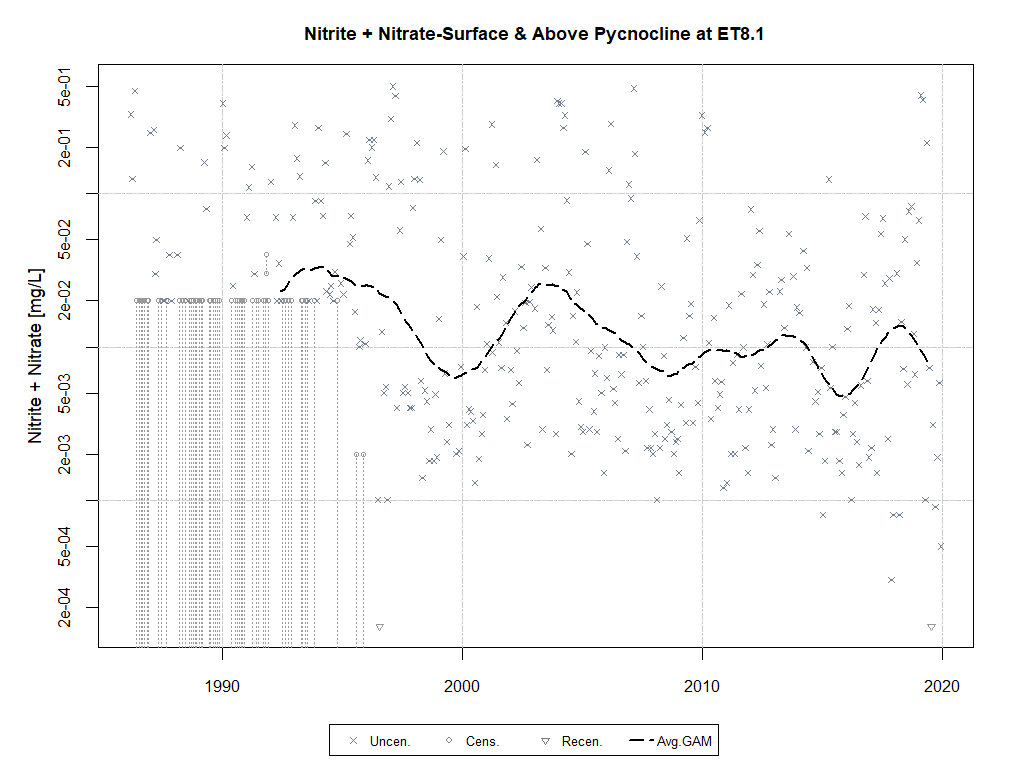 Nitrite + Nitrate-Surface & Above Pycnocline at ET8.1
Nitrite + Nitrate [mg/L]
5e-01
2e-01
5e-02
2e-02
5e-03
2e-03
5e-04
2e-04
1990 2000 2010 2020
Uncen. Cens. Recen. Avg.GAM